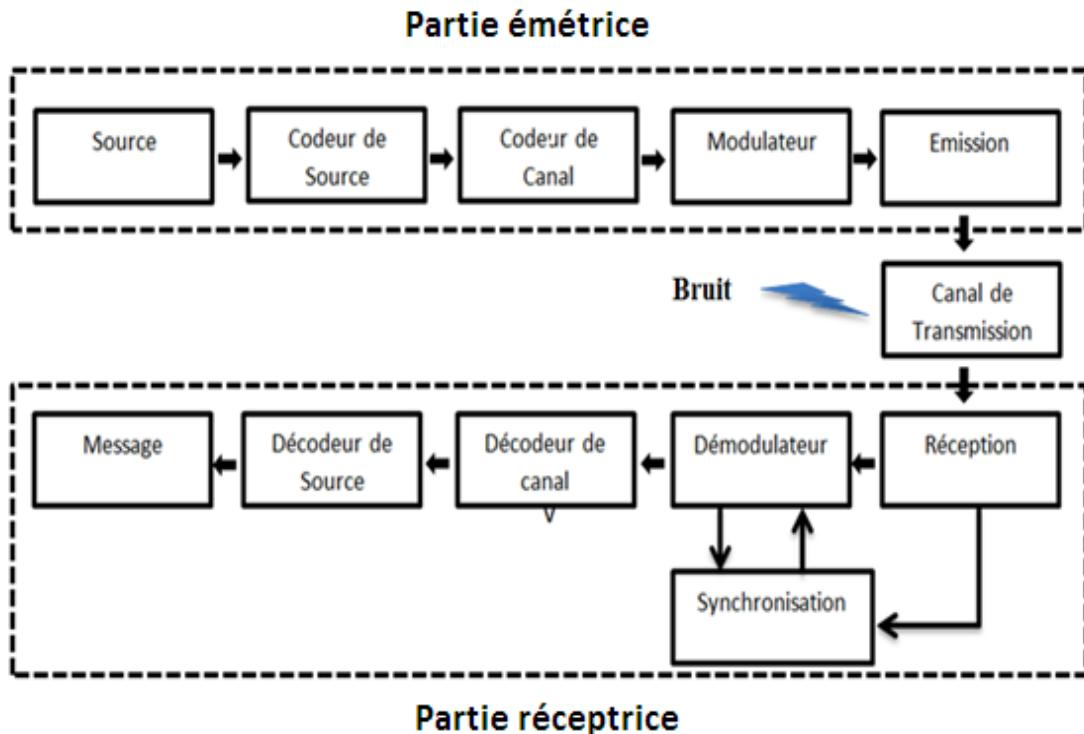 Partie émétrice
Source
Codeur de
Source
Codeur de
Canal
Modulateur
Emission
Bruit
Canal de
Transmission
Message
Décodeur de
Source
Décodeur de
canal
V
Démodulateur
Réception
Synchronisation
Partie réceptrice